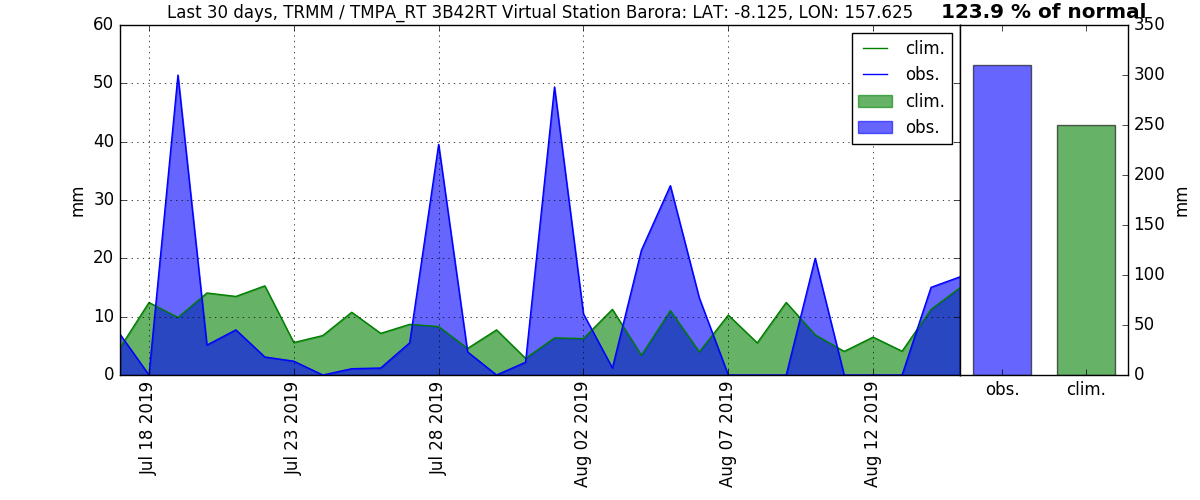 Last 30 days, TRMM / TMPA_RT 3B42RT Virtual Station Barora: LAT: -8.125, LON: 157.625
123.9 % of normal
60
50
40
30
20
10
0
mm
clim.
obs.
clim.
obs.
350
300
250
200
150
100
50
0
mm
Jul 18 2019
Jul 23 2019
Jul 28 2019
Aug 02 2019
Aug 07 2019
Aug 12 2019
obs.
clim.